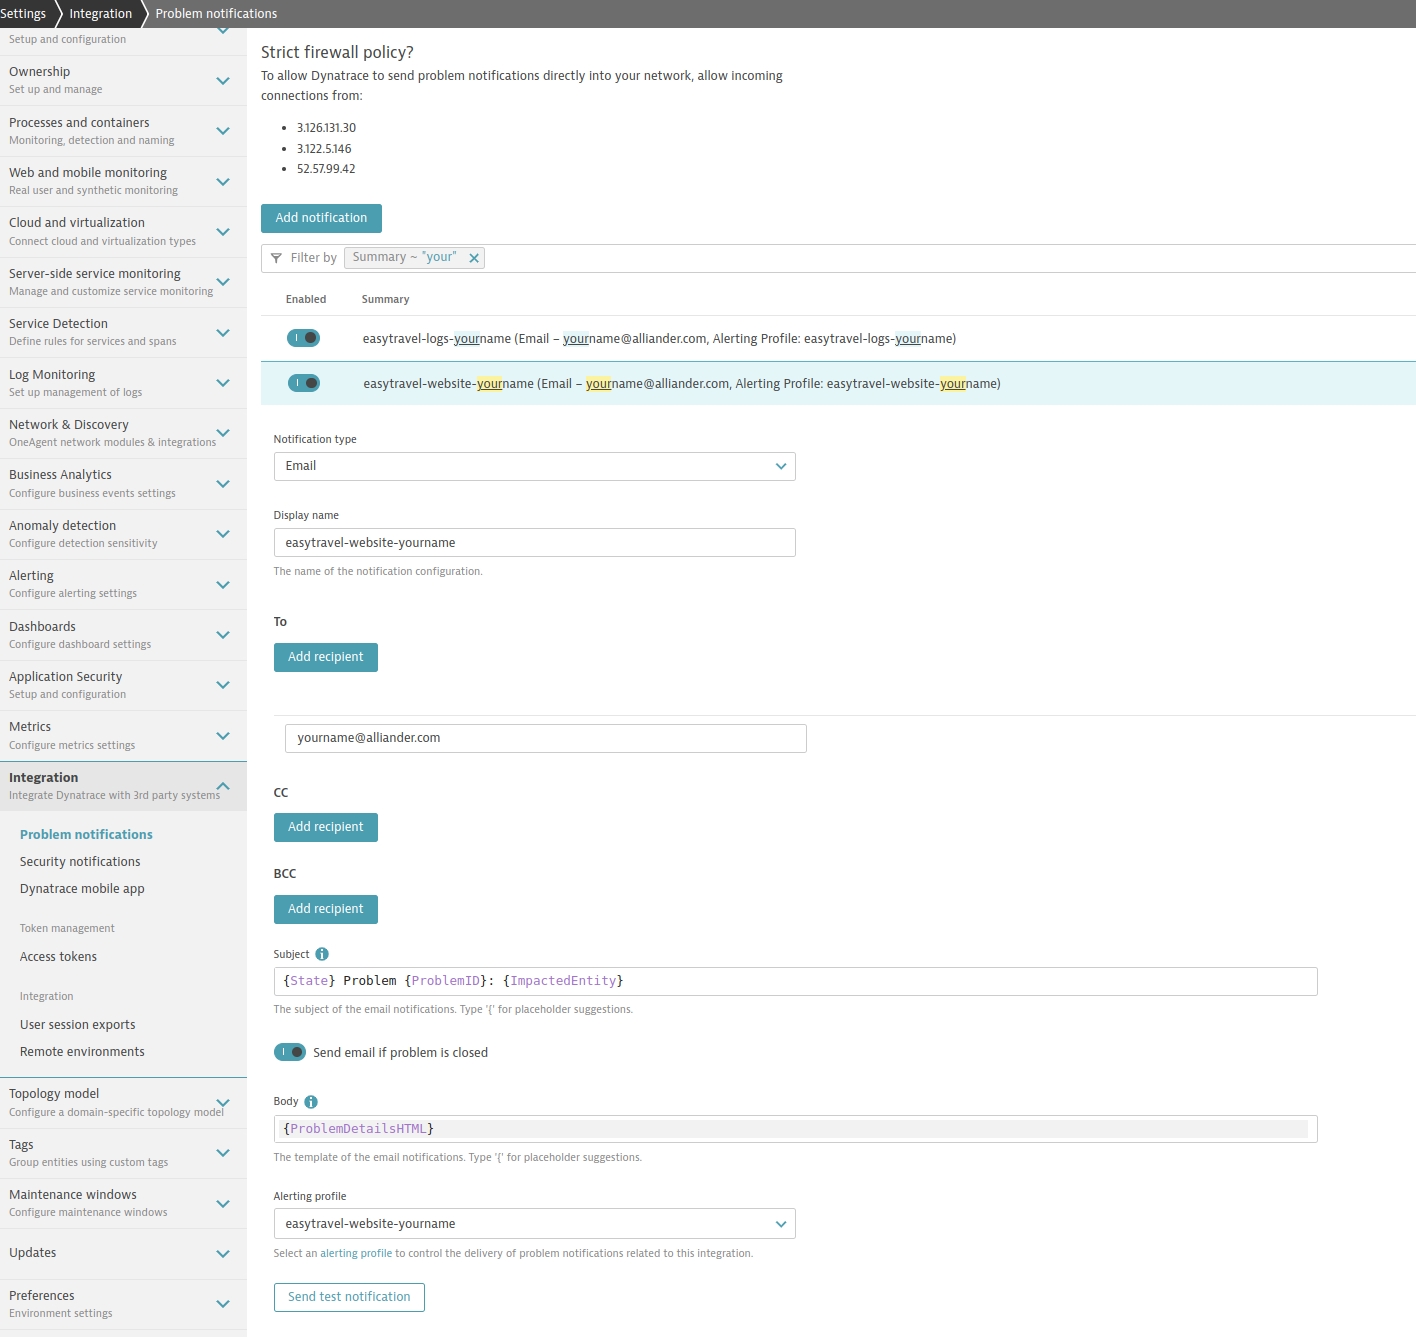 Settings Integration Problem notifications
Setup and configuration
Ownership
Set up and manage
Processes and containers
Monitoring, detection and naming
Web and mobile monitoring
Real user and synthetic monitoring
Cloud and virtualization
Connect cloud and virtualization types
Server-side service monitoring
Manage and customize service monitoring
Service Detection
Define rules for services and spans
Log Monitoring
Set up management of logs
Network & Discovery
OneAgent network modules & integrations
Business Analytics
Configure business events settings
Anomaly detection
Configure detection sensitivity
Alerting
Configure alerting settings
Dashboards
Configure dashboard settings
Application Security
Setup and configuration
Metrics
Configure metrics settings
Integration
Integrate Dynatrace with 3rd party systems
Problem notifications
Security notifications
Dynatrace mobile app
Token management
Access tokens
Integration
User session exports
Remote environments
Topology model
Configure a domain-specific topology model
Tags
Group entities using custom tags
Maintenance windows
Configure maintenance windows
Updates
Preferences
Environment settings
Strict firewall policy?
To allow Dynatrace to send problem notifications directly into your network, allow incoming
connections from:
• 3.126.131.30
• 3.122.5.146
• 52.57.99.42
Add notification
Filter by Summary ~ "your"
Enabled Summary
easytravel-logs-yourname (Email – yourname@alliander.com, Alerting Profile: easytravel-logs-yourname)
easytravel-website-yourname (Email – yourname@alliander.com, Alerting Profile: easytravel-website-yourname)
Notification type
Email
Display name
easytravel-website-yourname
The name of the notification configuration.
To
Add recipient
yourname@alliander.com
CC
Add recipient
BCC
Add recipient
Subject
{State} Problem {ProblemID}: {ImpactedEntity}
The subject of the email notifications. Type '{' for placeholder suggestions.
Send email if problem is closed
Body
{ProblemDetailsHTML}
The template of the email notifications. Type '{' for placeholder suggestions.
Alerting profile
easytravel-website-yourname
Select an alerting profile to control the delivery of problem notifications related to this integration.
Send test notification